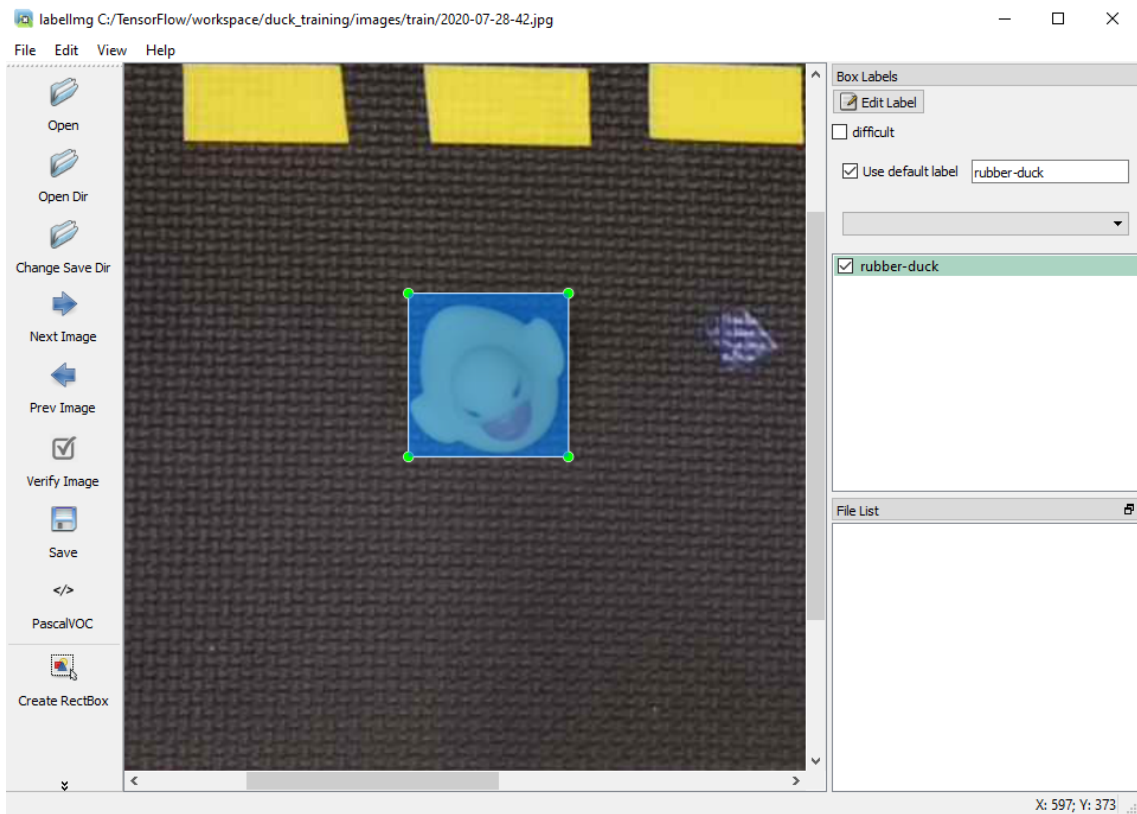 labelImg C:/TensorFlow/workspace/duck_training/images/train/2020-07-28-42.jpg
File Edit View Help
Open
Open Dir
Change Save Dir
Next Image
Prev Image
Verify Image
Save
</>
PascalVOC
Create RectBox
Box Labels
Edit Label
difficult
Use default label rubber-duck
rubber-duck
File List
X: 597; Y: 373